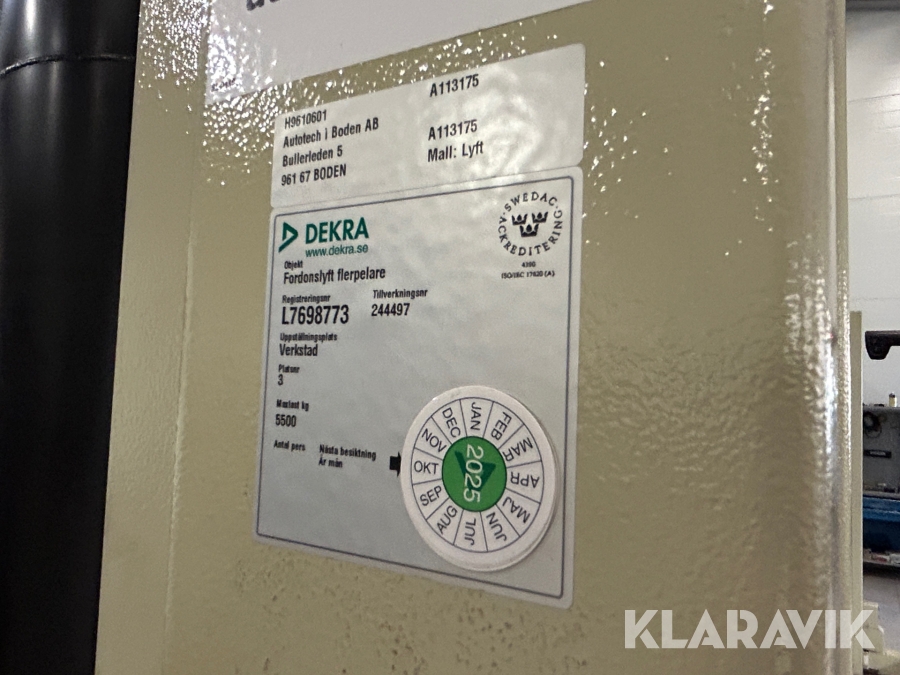 H9610601
A113175
Autotech i Boden AB
Bullerleden 5
A113175
961 67 BODEN
Mall: Lyft
DEKRA
www.dekra.se
SWEDAC
ACKREDITERING
ISO/IEC 17020 (A)
Objekt
Fordonslyft flerpelare
Registreringsnr
Tillverkningsnr
L7698773
244497
Uppställningsplats
Verkstad
Platsnr
3
Maxlast kg
5500
Antal pers
Nästa besiktning
År mån
JAN
FEB
MAR
APR
MAJ
JUN
JUL
AUG
SEP
OKT
NOV
DEC
2025
KLARAVIK